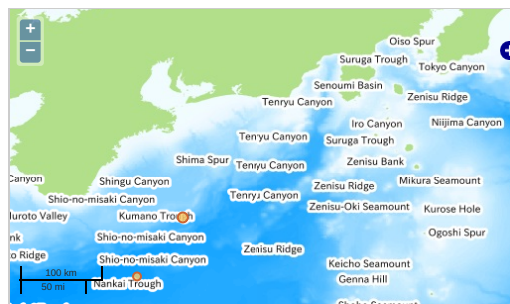 +
−
Oiso Spur
Suruga Trough
Tokyo Canyon
Senoumi Basin
Zenisu Ridge
Tenryu Canyon
Iro Canyon
Niijima Canyon
Tenryu Canyon
Suruga Trough
Shima Spur
Tenryu Canyon
Zenisu Bank
Canyon
Shingu Canyon
Mikura Seamount
Zenisu Ridge
Shio-no-misaki Canyon
Tenryu Canyon
Zenisu-Oki Seamount
Kurose Hole
Muroto Valley
Kumano Trough
Shio-no-misaki Canyon
Ogoshi Spur
nk
Zenisu Ridge
to Ridge
Shio-no-misaki Canyon
Keicho Seamount
100 km
Genna Hill
50 mi
Nankai Trough